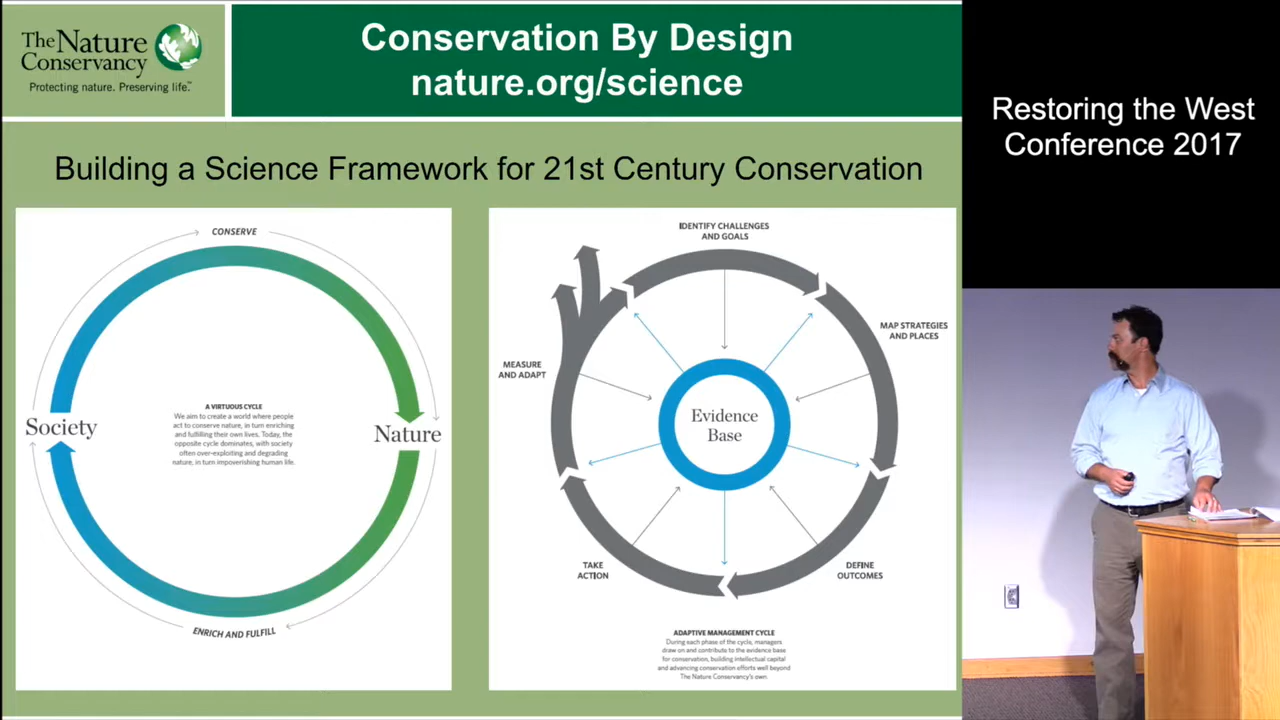 The Nature
Conservancy
Protecting nature. Preserving life.™
Conservation By Design
nature.org/science
Restoring the West
Conference 2017
Building a Science Framework for 21st Century Conservation
CONSERVE
Society
Nature
A VIRTUOUS CYCLE
We aim to create a world where people
act to conserve nature, in turn enriching
and fulfilling their own lives. Today, the
opposite cycle dominates, with society
often over-exploiting and degrading
nature, in turn impoverishing human life.
ENRICH AND FULFILL
IDENTIFY CHALLENGES
AND GOALS
MAP STRATEGIES
AND PLACES
DEFINE
OUTCOMES
TAKE
ACTION
MEASURE
AND ADAPT
Evidence
Base
ADAPTIVE MANAGEMENT CYCLE
During each phase of the cycle, managers
draw on and contribute to the evidence base
for conservation, building intellectual capital
and advancing conservation efforts well beyond
The Nature Conservancy's own.